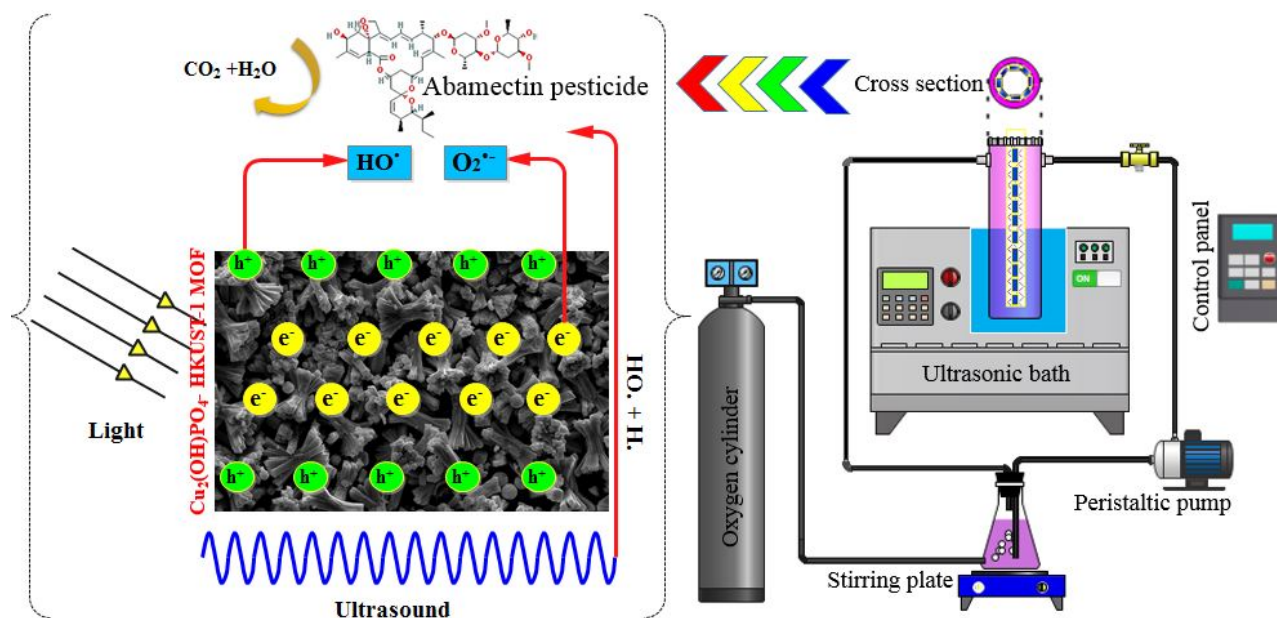 CO₂ +H₂O
Abamectin pesticide
HO•
O₂•−
h⁺ h⁺ h⁺ h⁺ h⁺
e⁻ e⁻ e⁻ e⁻ e⁻
e⁻ e⁻ e⁻ e⁻ e⁻
h⁺ h⁺ h⁺ h⁺ h⁺
Light
Cu₂(OH)PO₄- HKUST-1 MOF
HO. + H.
Ultrasound
Cross section
Control panel
ON
Ultrasonic bath
Oxygen cylinder
Peristaltic pump
Stirring plate